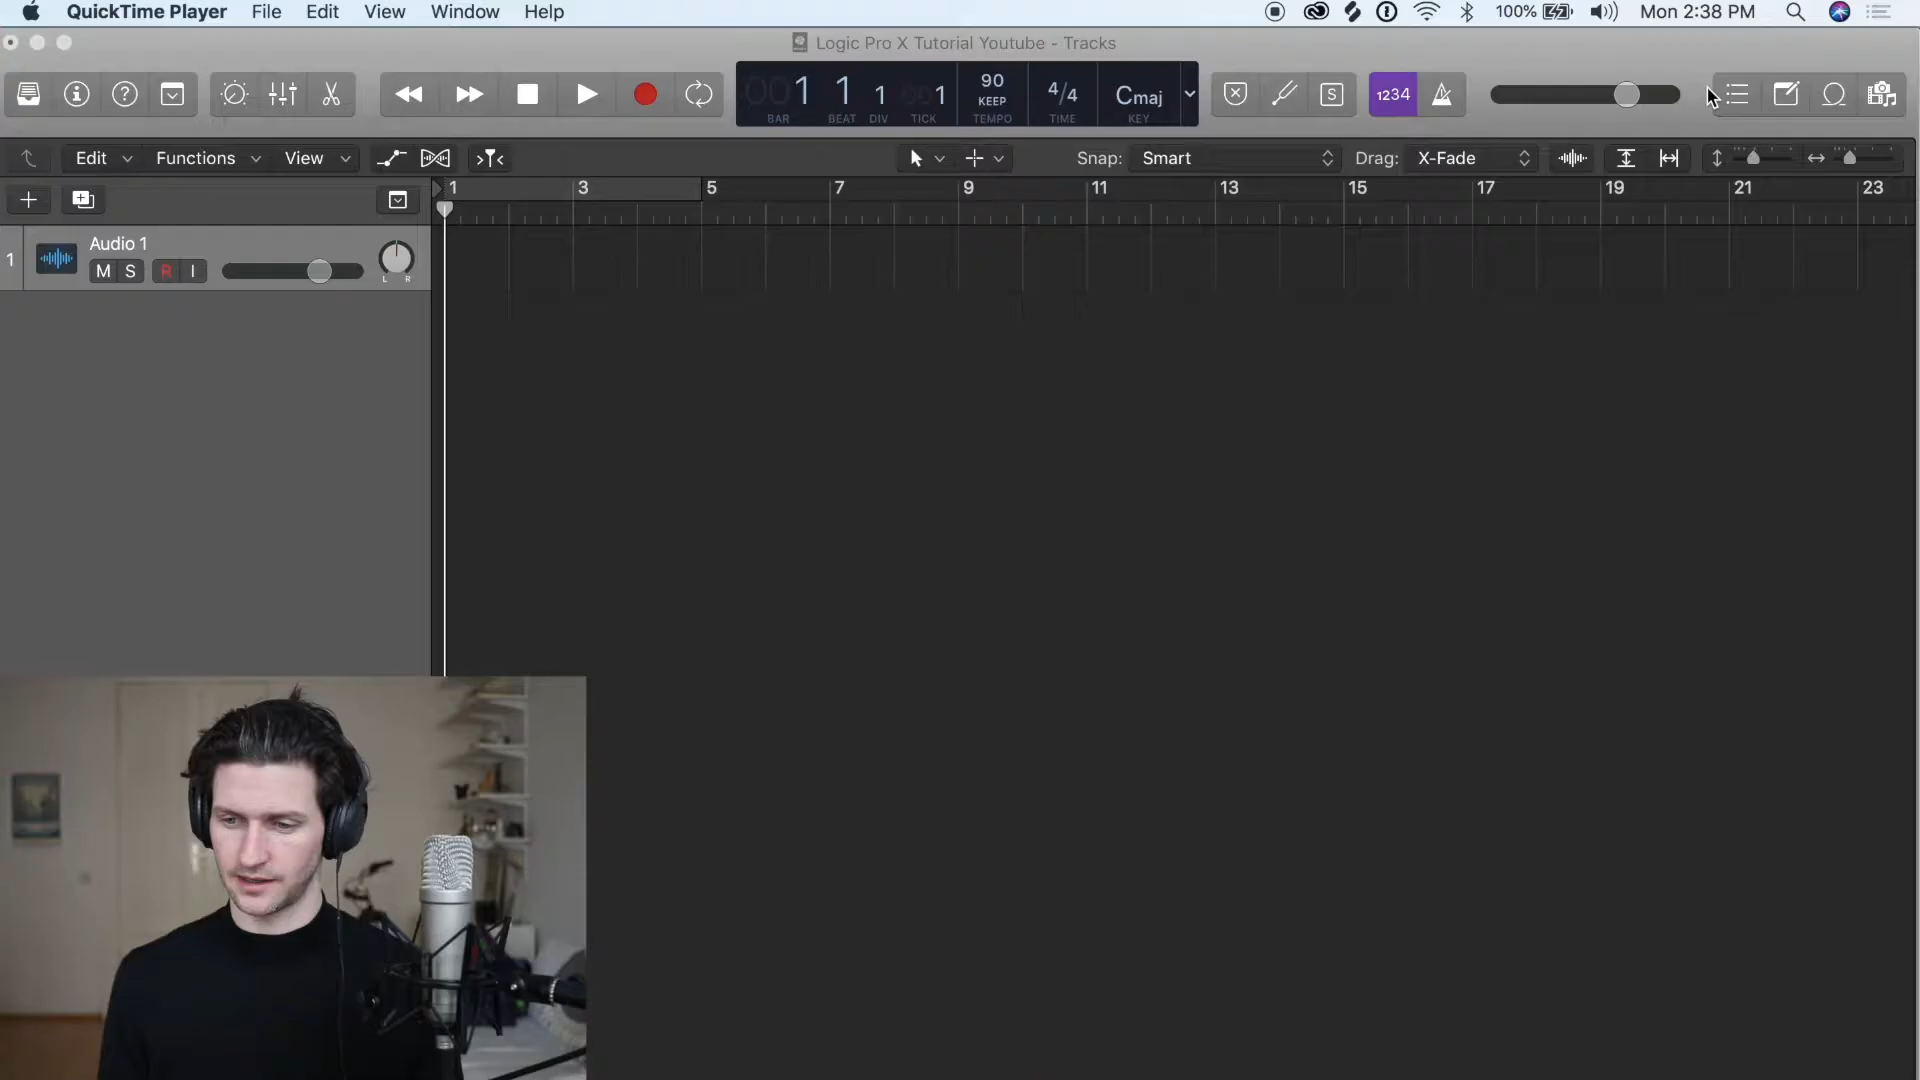 QuickTime Player File Edit View Window Help 100% Mon 2:38 PM
Logic Pro X Tutorial Youtube - Tracks
001 1 1 001 90 KEEP 4/4 Cmaj 1234
BAR BEAT DIV TICK TEMPO TIME KEY
S
Edit Functions View Snap: Smart Drag: X-Fade
1 3 5 7 9 11 13 15 17 19 21 23
1 Audio 1
M S R I
L R